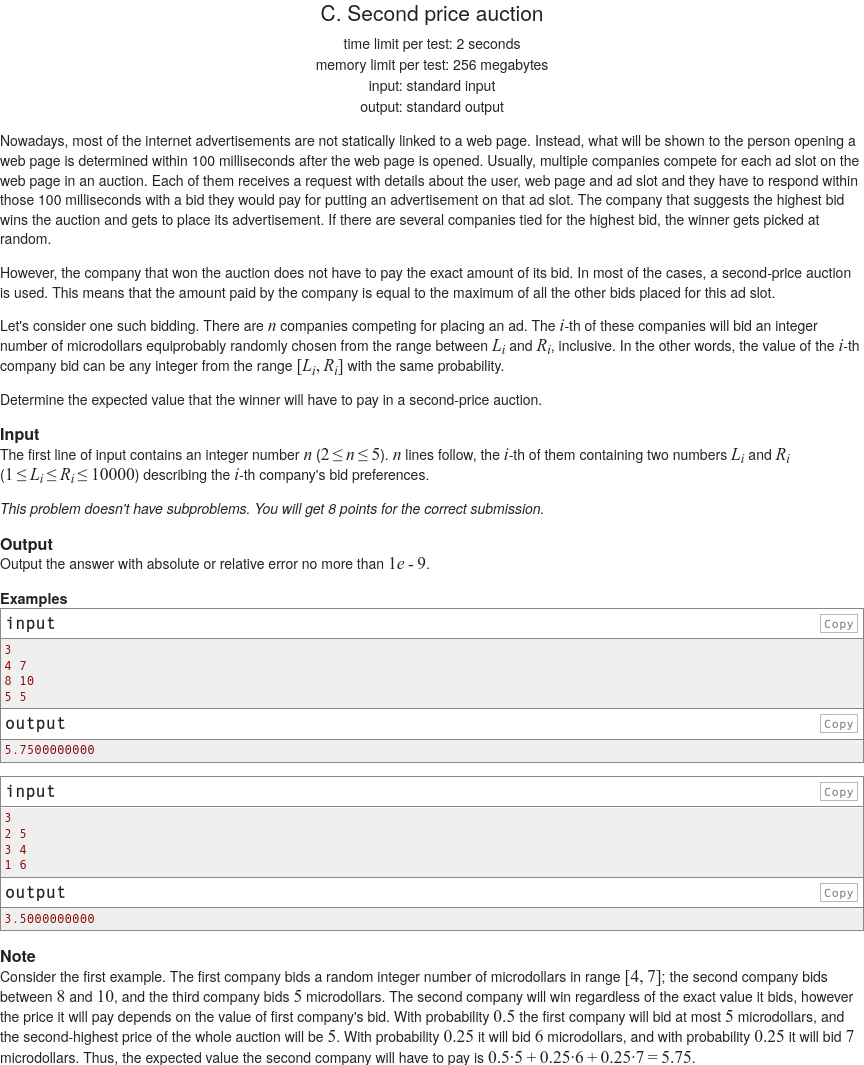 C. Second price auction
time limit per test: 2 seconds
memory limit per test: 256 megabytes
input: standard input
output: standard output
Nowadays, most of the internet advertisements are not statically linked to a web page. Instead, what will be shown to the person opening a
web page is determined within 100 milliseconds after the web page is opened. Usually, multiple companies compete for each ad slot on the
web page in an auction. Each of them receives a request with details about the user, web page and ad slot and they have to respond within
those 100 milliseconds with a bid they would pay for putting an advertisement on that ad slot. The company that suggests the highest bid
wins the auction and gets to place its advertisement. If there are several companies tied for the highest bid, the winner gets picked at
random.
However, the company that won the auction does not have to pay the exact amount of its bid. In most of the cases, a second-price auction
is used. This means that the amount paid by the company is equal to the maximum of all the other bids placed for this ad slot.
Let's consider one such bidding. There are n companies competing for placing an ad. The i-th of these companies will bid an integer
number of microdollars equiprobably randomly chosen from the range between L_i and R_i, inclusive. In the other words, the value of the i-th
company bid can be any integer from the range [L_i, R_i] with the same probability.
Determine the expected value that the winner will have to pay in a second-price auction.
Input
The first line of input contains an integer number n (2 ≤ n ≤ 5). n lines follow, the i-th of them containing two numbers L_i and R_i
(1 ≤ L_i ≤ R_i ≤ 10000) describing the i-th company's bid preferences.
This problem doesn't have subproblems. You will get 8 points for the correct submission.
Output
Output the answer with absolute or relative error no more than 1e - 9.
Examples
input Copy
3
4 7
8 10
5 5
output Copy
5.7500000000
input Copy
3
2 5
3 4
1 6
output Copy
3.5000000000
Note
Consider the first example. The first company bids a random integer number of microdollars in range [4, 7]; the second company bids
between 8 and 10, and the third company bids 5 microdollars. The second company will win regardless of the exact value it bids, however
the price it will pay depends on the value of first company's bid. With probability 0.5 the first company will bid at most 5 microdollars, and
the second-highest price of the whole auction will be 5. With probability 0.25 it will bid 6 microdollars, and with probability 0.25 it will bid 7
microdollars. Thus, the expected value the second company will have to pay is 0.5·5 + 0.25·6 + 0.25·7 = 5.75.